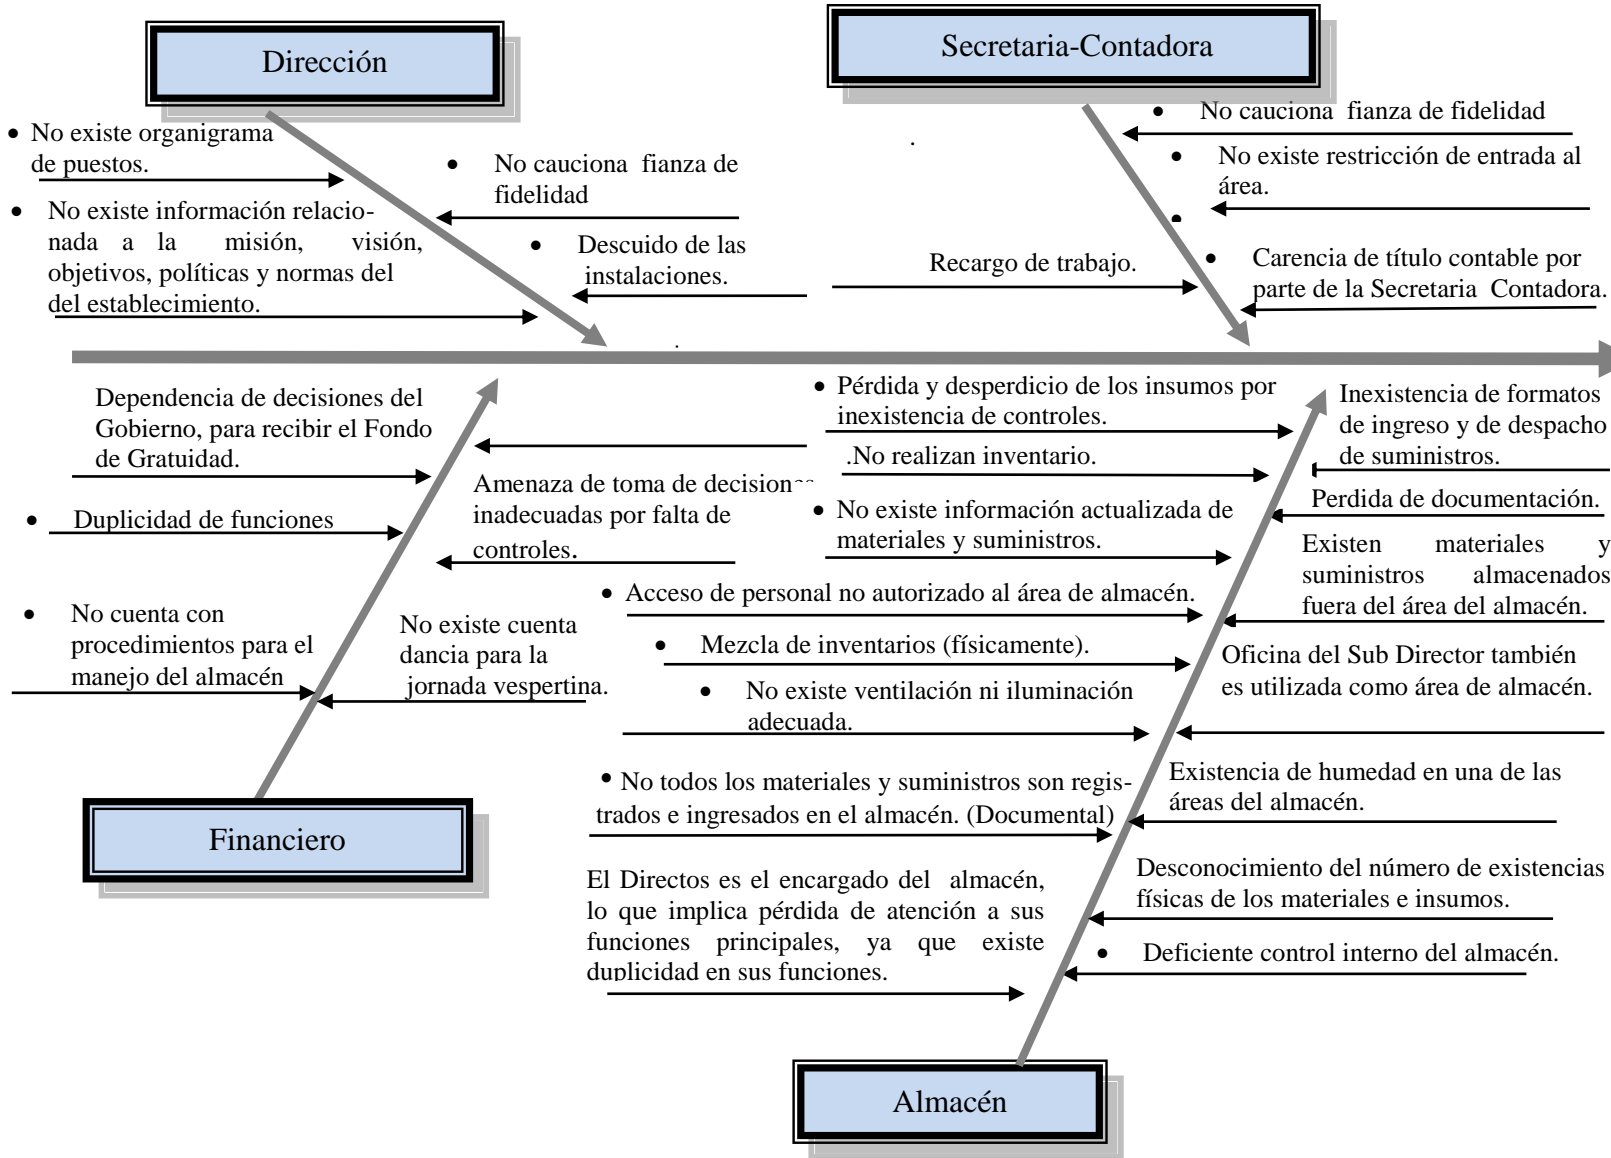 Dirección
Secretaria-Contadora
• No existe organigrama
de puestos.
• No cauciona fianza de
fidelidad
• No existe información relacio-
nada a la misión, visión,
objetivos, políticas y normas del
del establecimiento.
• Descuido de las
instalaciones.
• No cauciona fianza de fidelidad
• No existe restricción de entrada al
área.
•
Recargo de trabajo.
• Carencia de título contable por
parte de la Secretaria Contadora.
Dependencia de decisiones del
Gobierno, para recibir el Fondo
de Gratuidad.
Amenaza de toma de decisiones
inadecuadas por falta de
controles.
• Duplicidad de funciones
• No cuenta con
procedimientos para el
manejo del almacén
No existe cuenta
dancia para la
jornada vespertina.
Financiero
• Pérdida y desperdicio de los insumos por
inexistencia de controles.
.No realizan inventario.
• No existe información actualizada de
materiales y suministros.
• Acceso de personal no autorizado al área de almacén.
• Mezcla de inventarios (físicamente).
• No existe ventilación ni iluminación
adecuada.
• No todos los materiales y suministros son regis-
trados e ingresados en el almacén. (Documental)
El Directos es el encargado del almacén,
lo que implica pérdida de atención a sus
funciones principales, ya que existe
duplicidad en sus funciones.
Inexistencia de formatos
de ingreso y de despacho
de suministros.
Perdida de documentación.
Existen materiales y
suministros almacenados
fuera del área del almacén.
Oficina del Sub Director también
es utilizada como área de almacén.
Existencia de humedad en una de las
áreas del almacén.
Desconocimiento del número de existencias
físicas de los materiales e insumos.
• Deficiente control interno del almacén.
Almacén